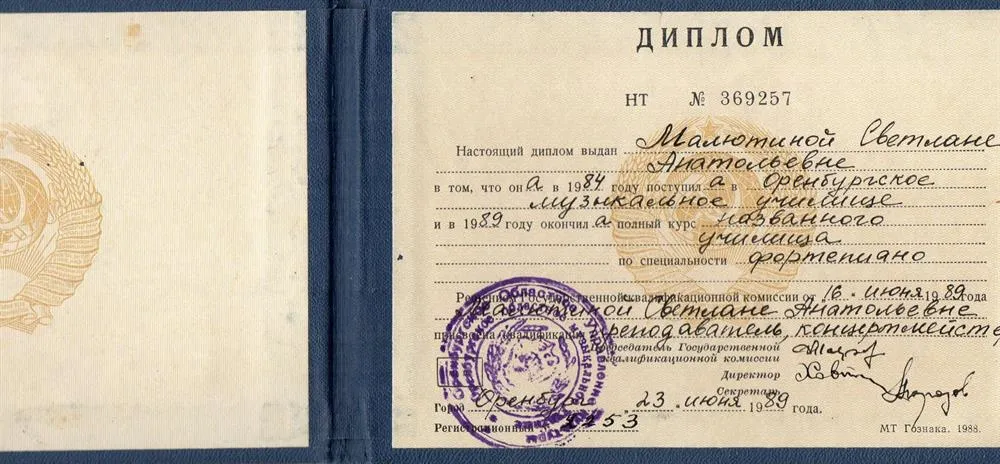 ДИПЛОМ
НТ № 369257
Настоящий диплом выдан Малютиной Светлане
Анатольевне
в том, что она в 1984 году поступила в Оренбургское
музыкальное училище
и в 1989 году окончила полный курс названного
училища
по специальности фортепиано
Решением Государственной квалификационной комиссии от 16 июня 1989 года
Малютиной Светлане Анатольевне
присвоена квалификация преподаватель, концертмейстер
Председатель Государственной
квалификационной комиссии
Директор
Секретарь
Город Оренбург 23 июня 1989 года.
Регистрационный №
МТ Гознака. 1988.